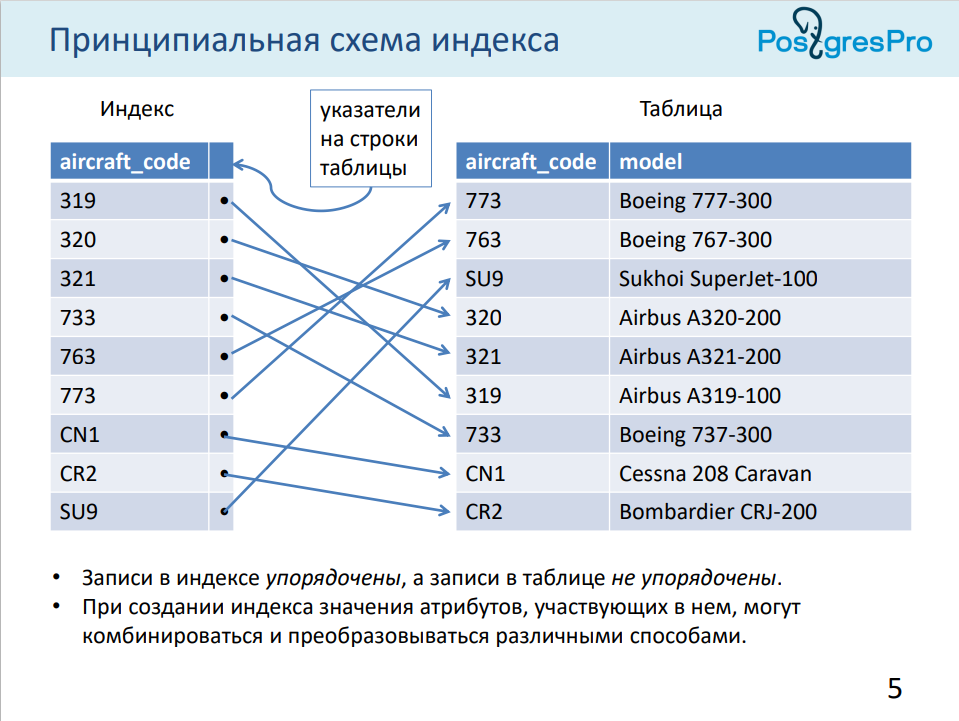 Принципиальная схема индекса
PostgresPro
Индекс
указатели
на строки
таблицы
Таблица
aircraft_code
319
320
321
733
763
773
CN1
CR2
SU9
aircraft_code model
773 Boeing 777-300
763 Boeing 767-300
SU9 Sukhoi SuperJet-100
320 Airbus A320-200
321 Airbus A321-200
319 Airbus A319-100
733 Boeing 737-300
CN1 Cessna 208 Caravan
CR2 Bombardier CRJ-200
• Записи в индексе упорядочены, а записи в таблице не упорядочены.
• При создании индекса значения атрибутов, участвующих в нем, могут
комбинироваться и преобразовываться различными способами.
5